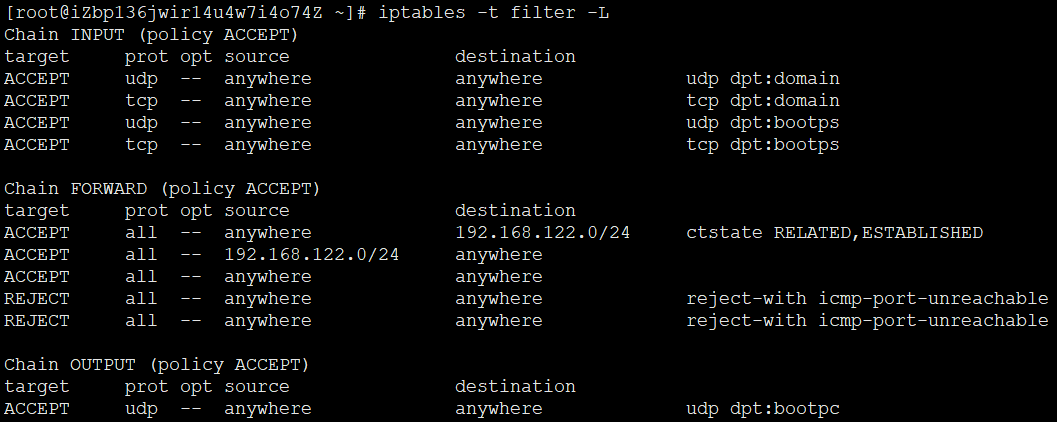 [root@iZbp136jwir14u4w7i4o74Z ~]# iptables -t filter -L
Chain INPUT (policy ACCEPT)
target     prot opt source               destination
ACCEPT     udp  --  anywhere             anywhere             udp dpt:domain
ACCEPT     tcp  --  anywhere             anywhere             tcp dpt:domain
ACCEPT     udp  --  anywhere             anywhere             udp dpt:bootps
ACCEPT     tcp  --  anywhere             anywhere             tcp dpt:bootps

Chain FORWARD (policy ACCEPT)
target     prot opt source               destination
ACCEPT     all  --  anywhere             192.168.122.0/24     ctstate RELATED,ESTABLISHED
ACCEPT     all  --  192.168.122.0/24     anywhere
ACCEPT     all  --  anywhere             anywhere
REJECT     all  --  anywhere             anywhere             reject-with icmp-port-unreachable
REJECT     all  --  anywhere             anywhere             reject-with icmp-port-unreachable

Chain OUTPUT (policy ACCEPT)
target     prot opt source               destination
ACCEPT     udp  --  anywhere             anywhere             udp dpt:bootpc